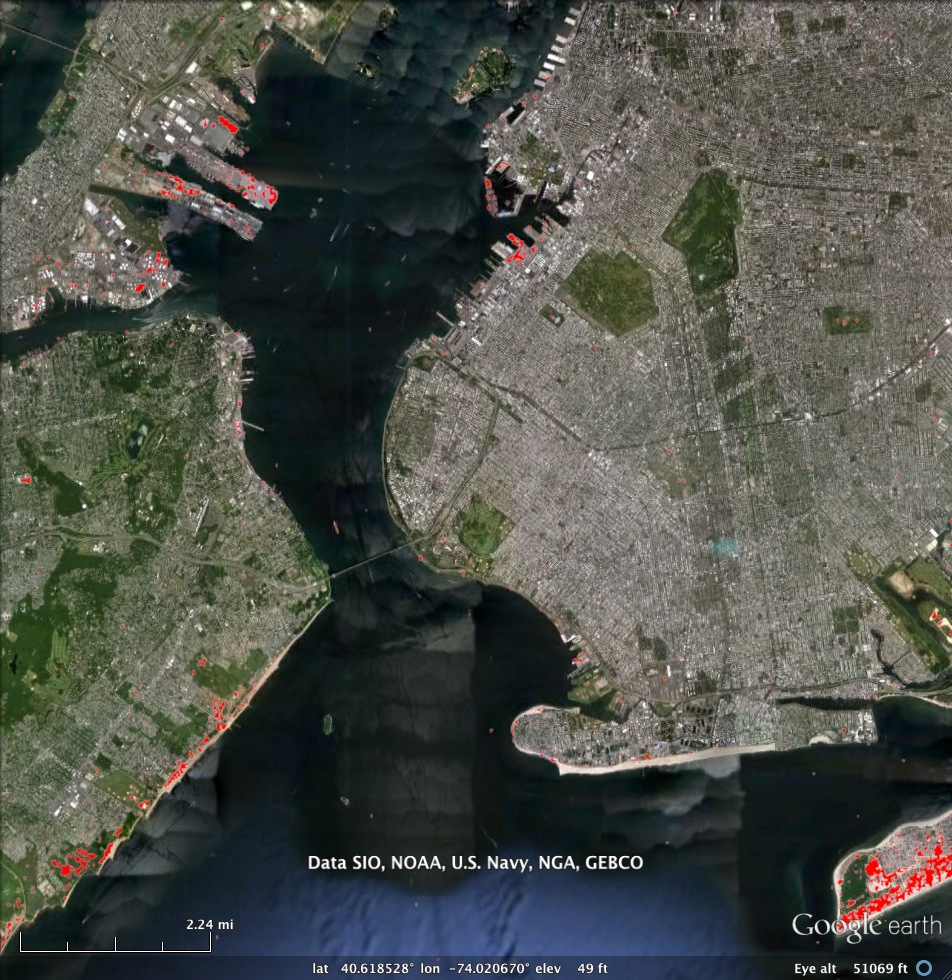 Data SIO, NOAA, U.S. Navy, NGA, GEBCO
2.24 mi
Google earth
lat 40.618528° lon -74.020670° elev 49 ft Eye alt 51069 ft